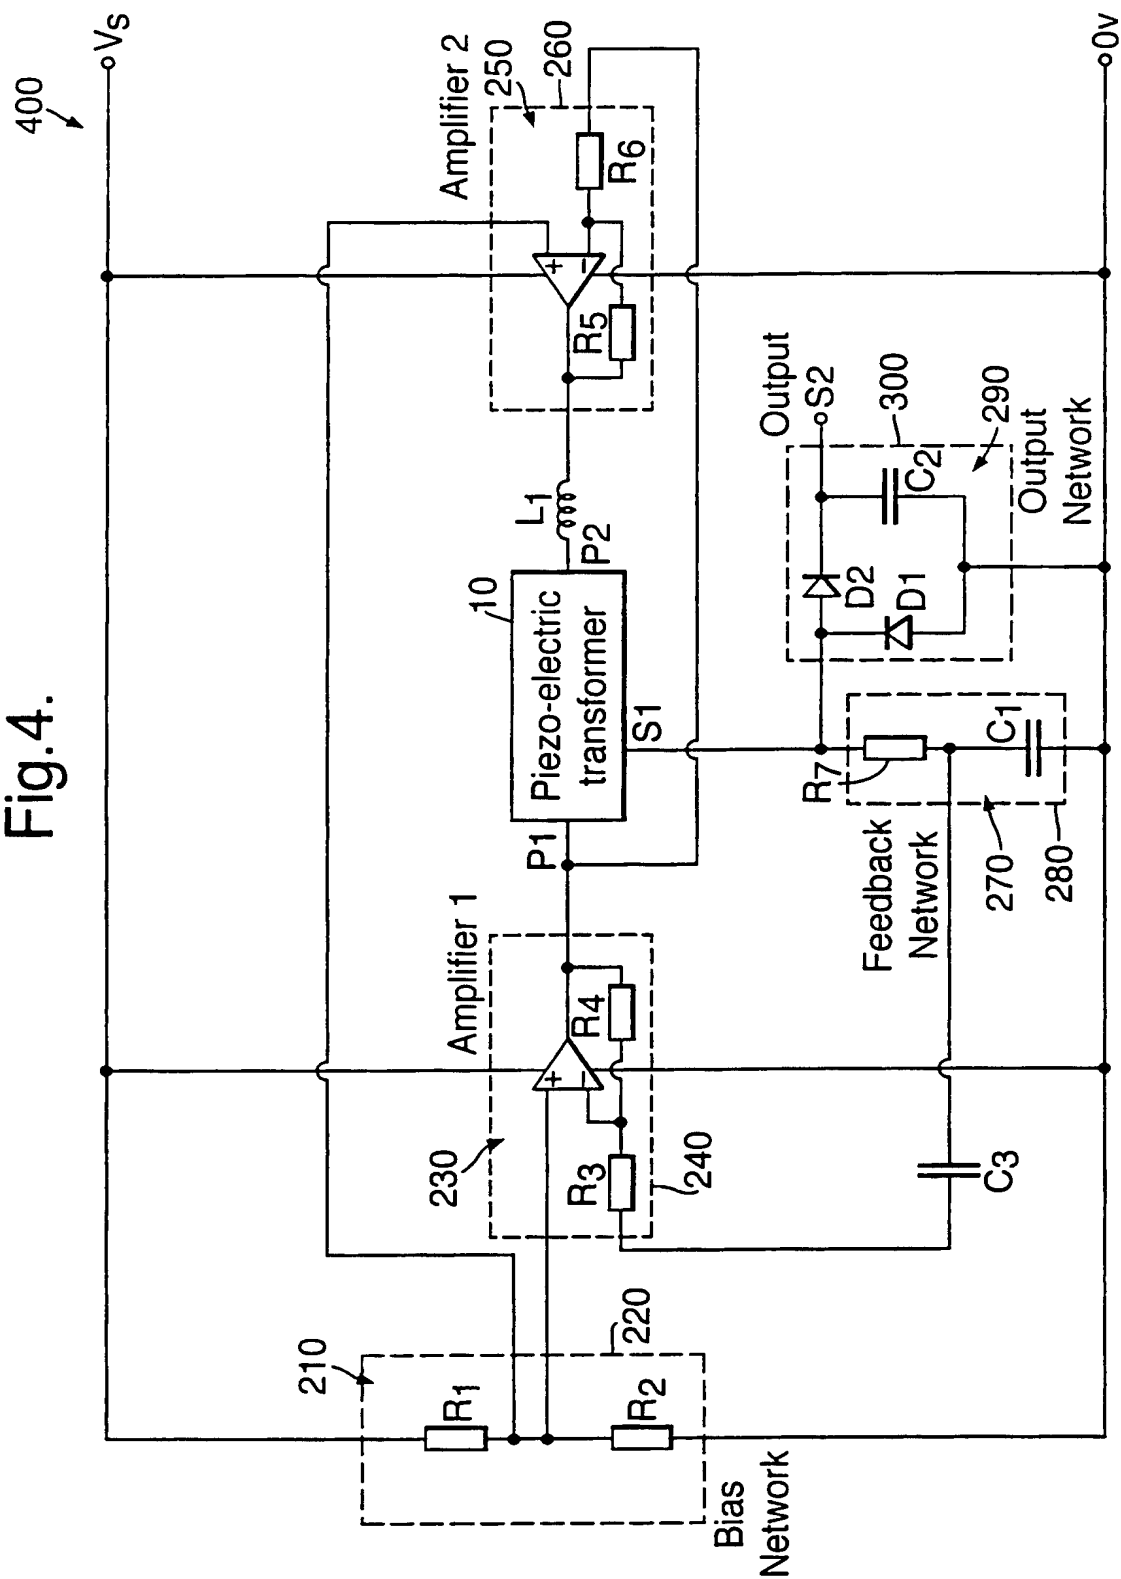 Fig.4.
400
Vs
0v
210
R1
R2
220
Bias
Network
Amplifier 1
230
+
−
R3
R4
240
P1
10
Piezo-electric
transformer
P2
S1
L1
Amplifier 2
250
260
+
−
R5
R6
Feedback
Network
R7
C1
270
280
Output
S2
D2
D1
C2
300
290
Output
Network
C3